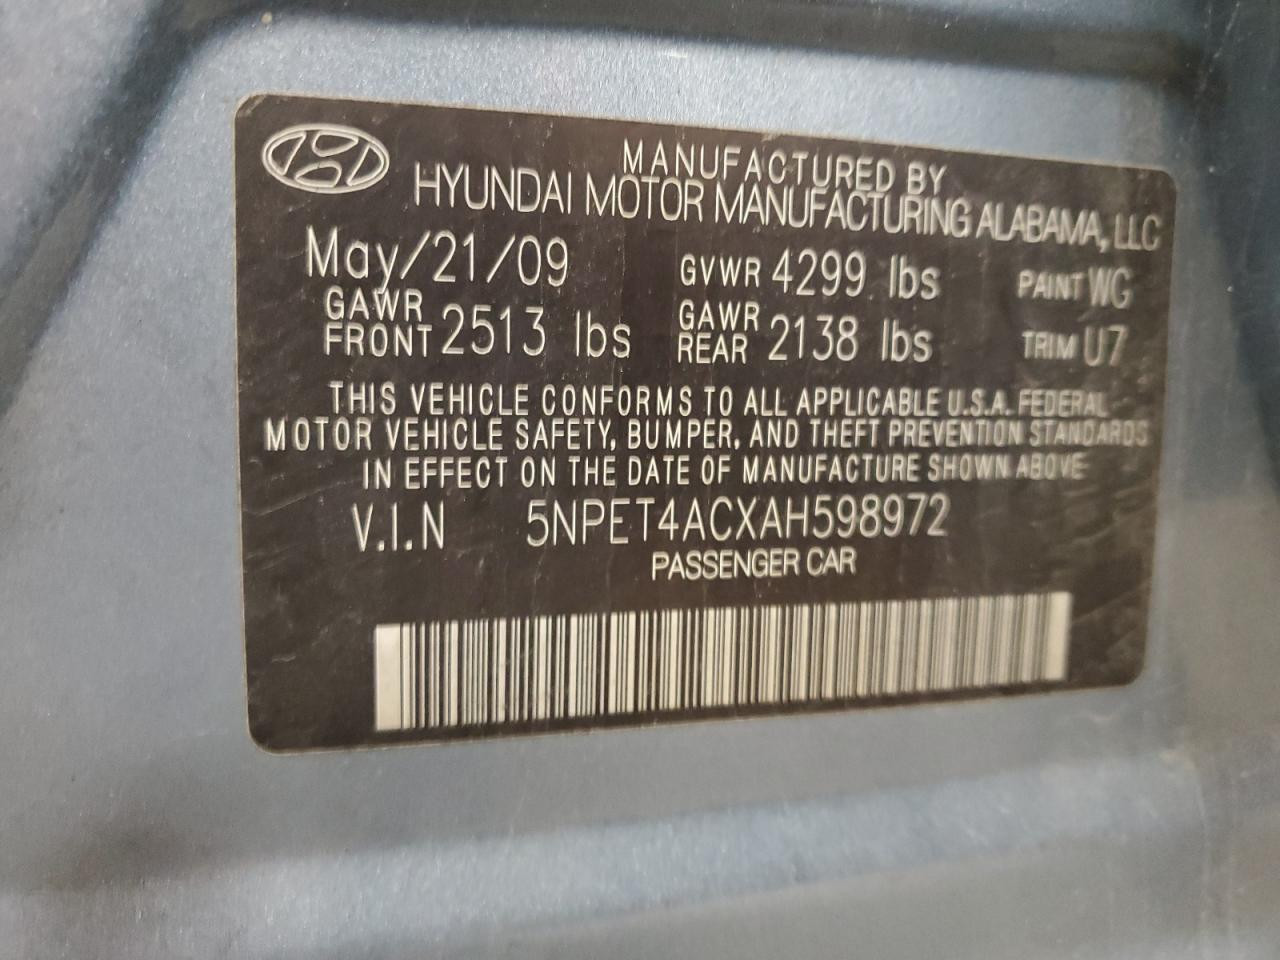 MANUFACTURED BY
HYUNDAI MOTOR MANUFACTURING ALABAMA, LLC
May/21/09 GVWR 4299 lbs PAINT WG
GAWR FRONT 2513 lbs GAWR REAR 2138 lbs TRIM U7
THIS VEHICLE CONFORMS TO ALL APPLICABLE U.S.A. FEDERAL
MOTOR VEHICLE SAFETY, BUMPER, AND THEFT PREVENTION STANDARDS
IN EFFECT ON THE DATE OF MANUFACTURE SHOWN ABOVE
V.I.N 5NPET4ACXAH598972
PASSENGER CAR